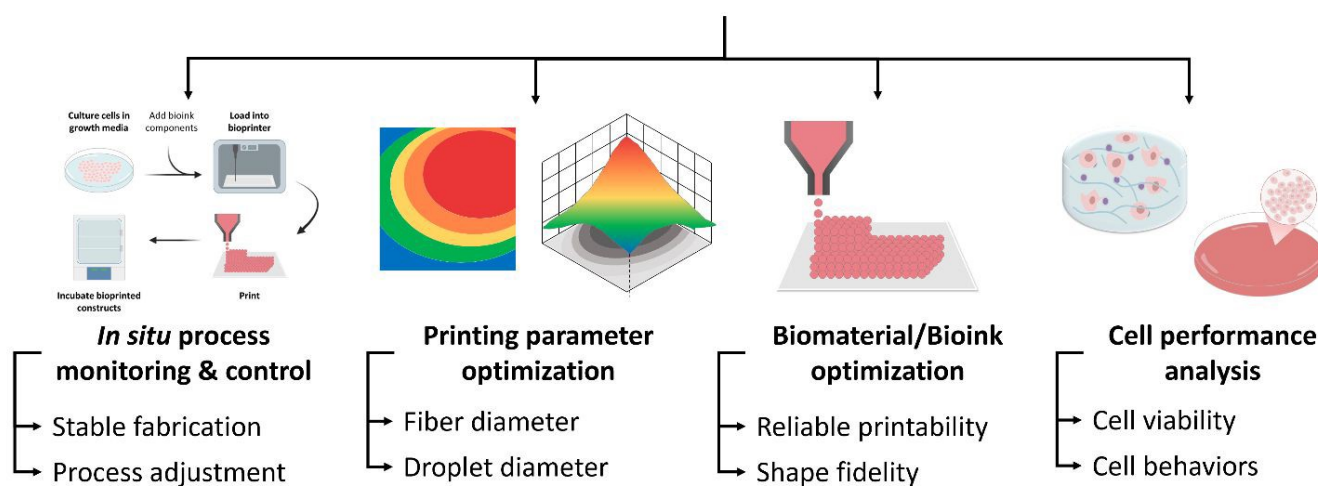 Culture cells in
growth media
Add bioink
components
Load into
bioprinter
Incubate bioprinted
constructs
Print
In situ process
monitoring & control
Stable fabrication
Process adjustment
Printing parameter
optimization
Fiber diameter
Droplet diameter
Biomaterial/Bioink
optimization
Reliable printability
Shape fidelity
Cell performance
analysis
Cell viability
Cell behaviors